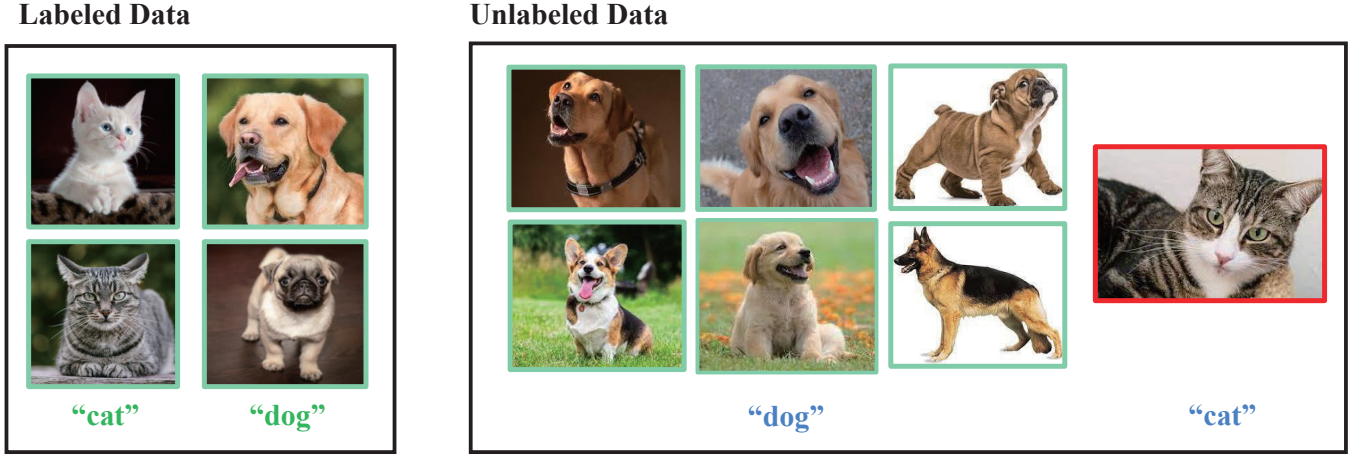 Labeled Data
Unlabeled Data
“cat”
“dog”
“dog”
“cat”